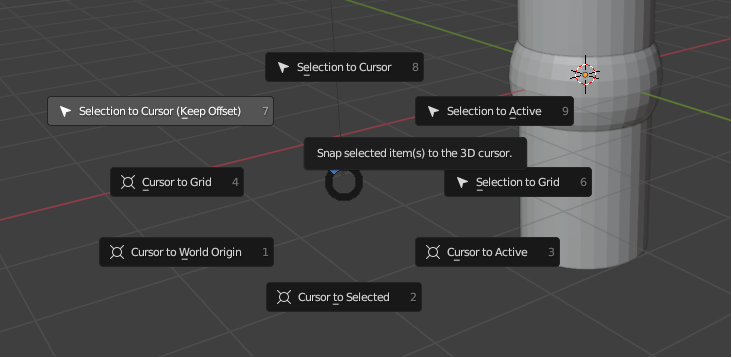 Selection to Cursor 8
Selection to Cursor (Keep Offset) 7
Selection to Active 9
Snap selected item(s) to the 3D cursor.
Cursor to Grid 4
Selection to Grid 6
Cursor to World Origin 1
Cursor to Active 3
Cursor to Selected 2